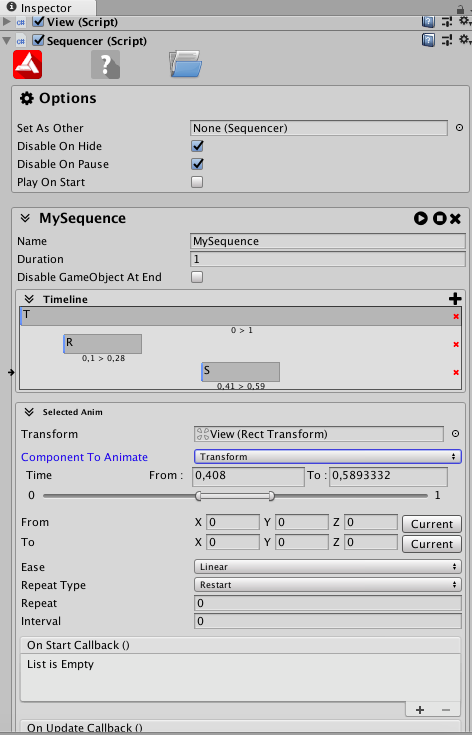 Inspector
View (Script)
Sequencer (Script)
Options
Set As Other None (Sequencer)
Disable On Hide
Disable On Pause
Play On Start
MySequence
Name MySequence
Duration 1
Disable GameObject At End
Timeline
T
0 > 1
R
0,1 > 0,28
S
0,41 > 0,59
Selected Anim
Transform View (Rect Transform)
Component To Animate Transform
Time From : 0,408 To : 0,5893332
0 1
From X 0 Y 0 Z 0 Current
To X 0 Y 0 Z 0 Current
Ease Linear
Repeat Type Restart
Repeat 0
Interval 0
On Start Callback ()
List is Empty
On Update Callback ()